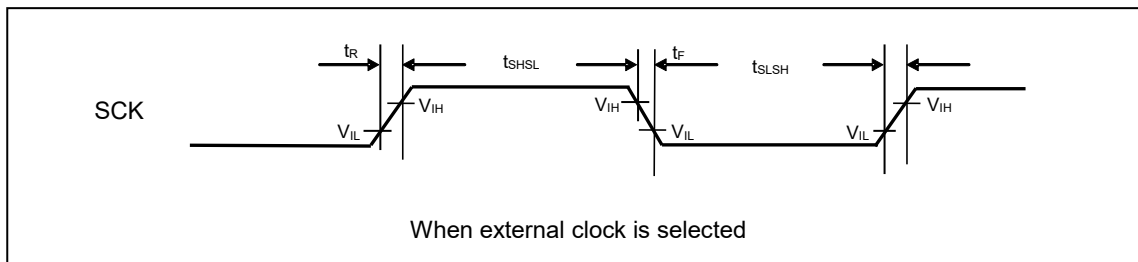 tR tSHSL tF tSLSH
SCK
VIH VIH VIH
VIL VIL VIL
When external clock is selected